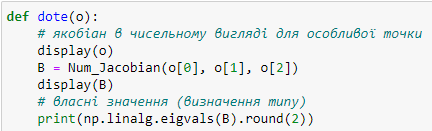 def dote(o):
    # якобіан в чисельному вигляді для особливої точки
    display(o)
    B = Num_Jacobian(o[0], o[1], o[2])
    display(B)
    # власні значення (визначення типу)
    print(np.linalg.eigvals(B).round(2))